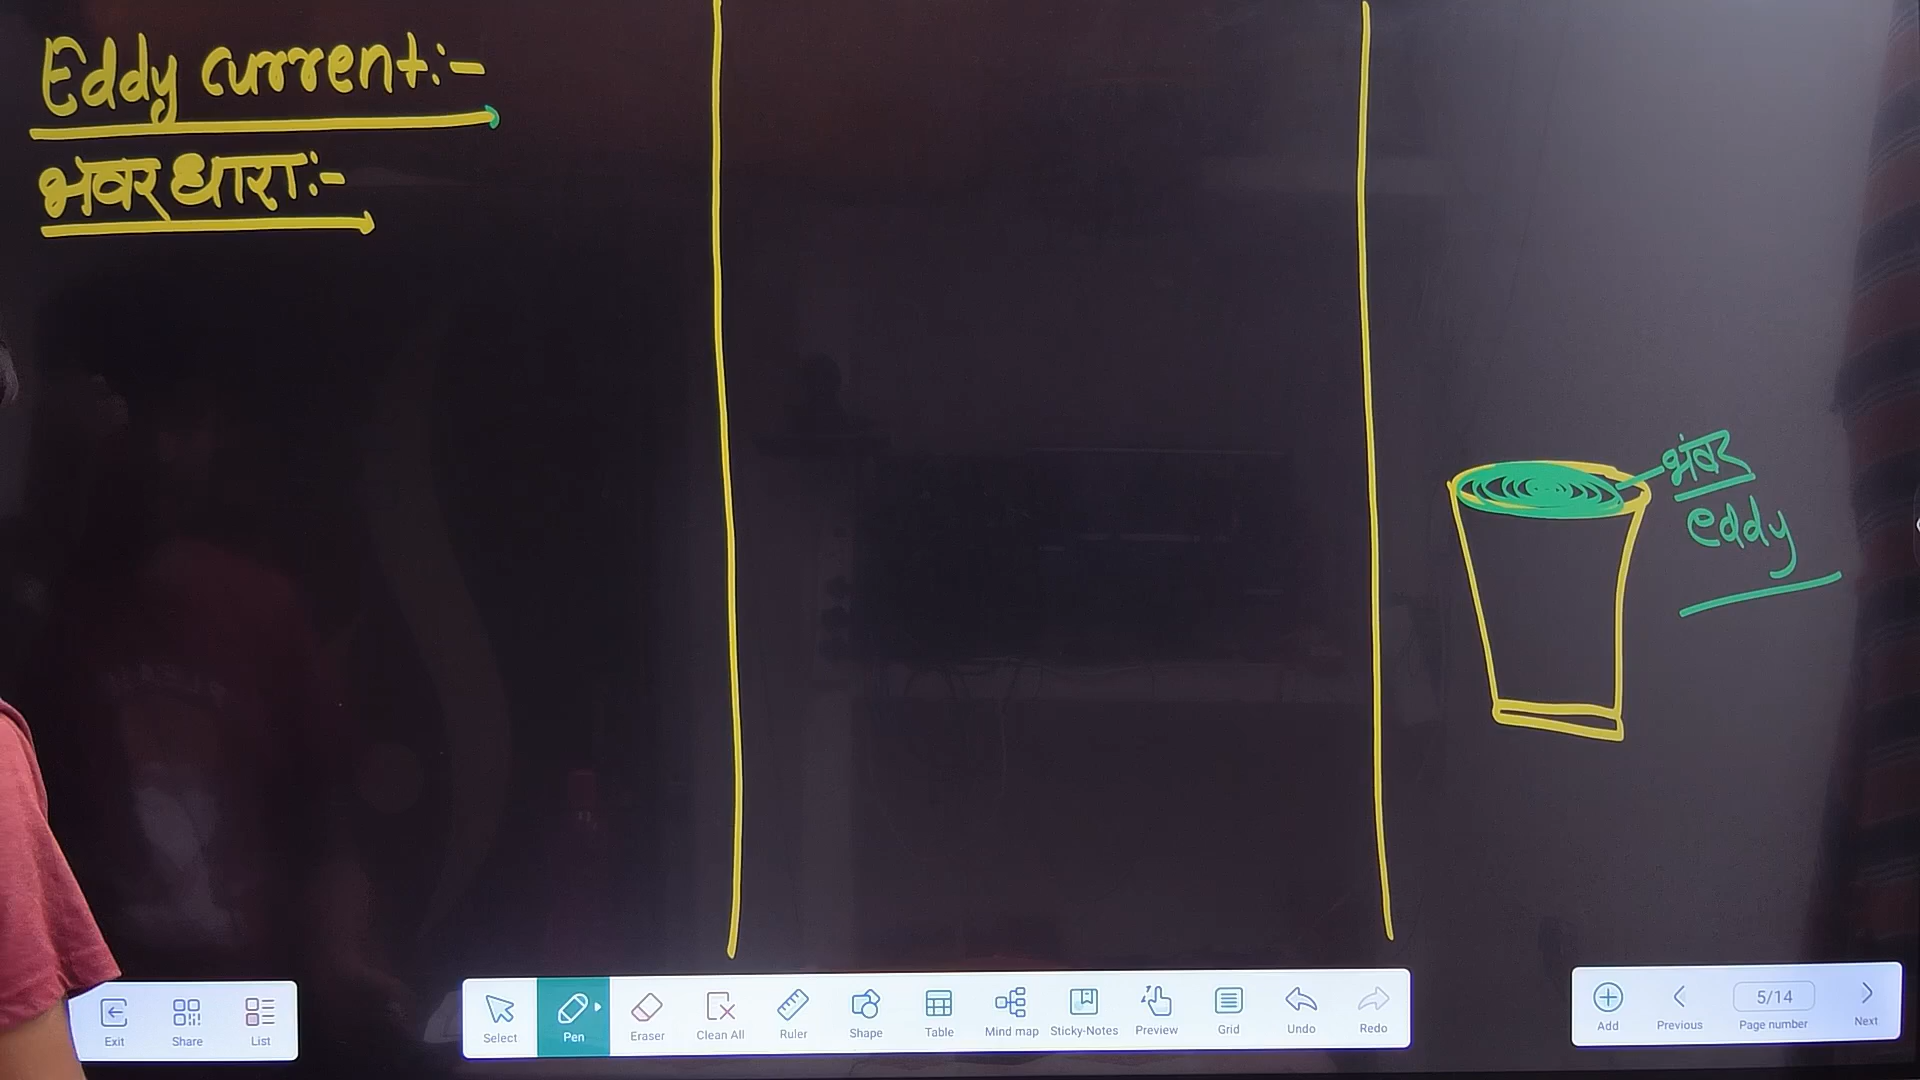 Eddy current:-
भंवर धारा:-
भंवर
eddy
Exit
Share
List
Select
Pen
Eraser
Clean All
Ruler
Shape
Table
Mind map
Sticky-Notes
Preview
Grid
Undo
Redo
Add
Previous
5/14
Page number
Next